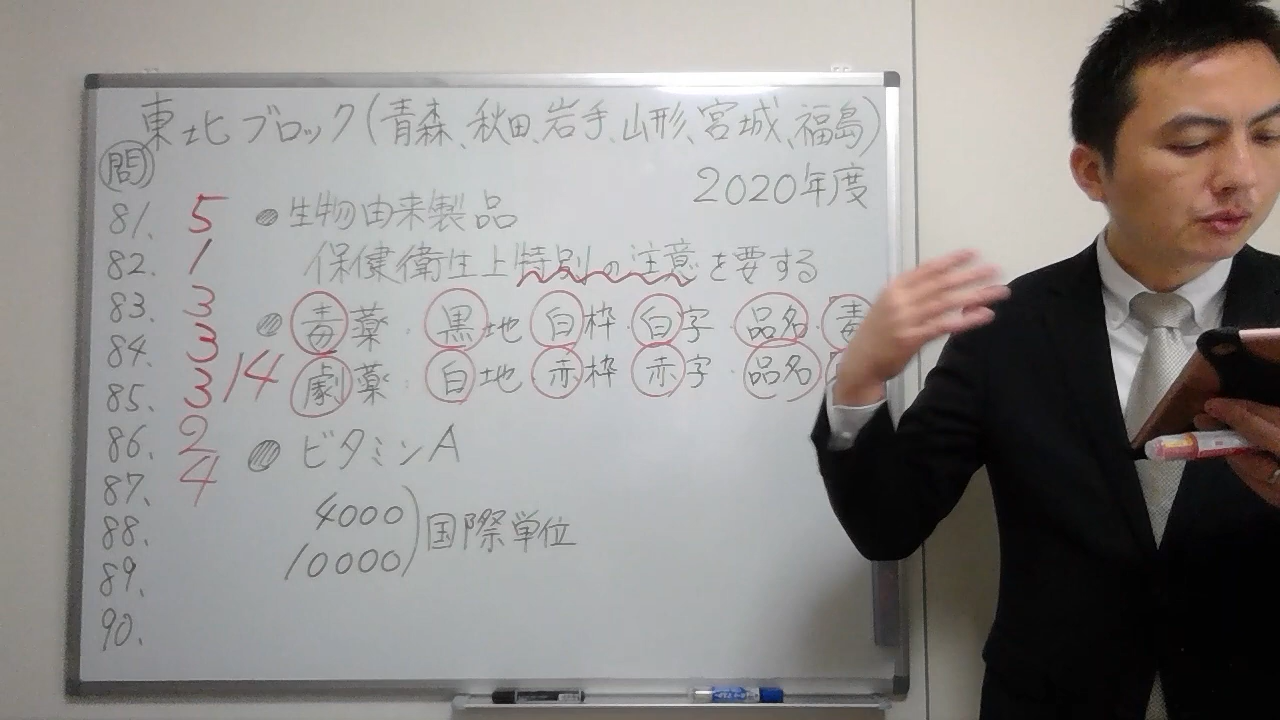 東北ブロック(青森、秋田、岩手、山形、宮城、福島)
2020年度
問
81. 5 生物由来製品
82. 1 保健衛生上特別の注意を要する
83. 3
84. 3 毒薬:黒地 白枠・白字 品名・毒
85. 3 14 劇薬:白地 赤枠 赤字 品名
86. 2 ビタミンA
87. 4
88. 4000
89. 10000)国際単位
90.